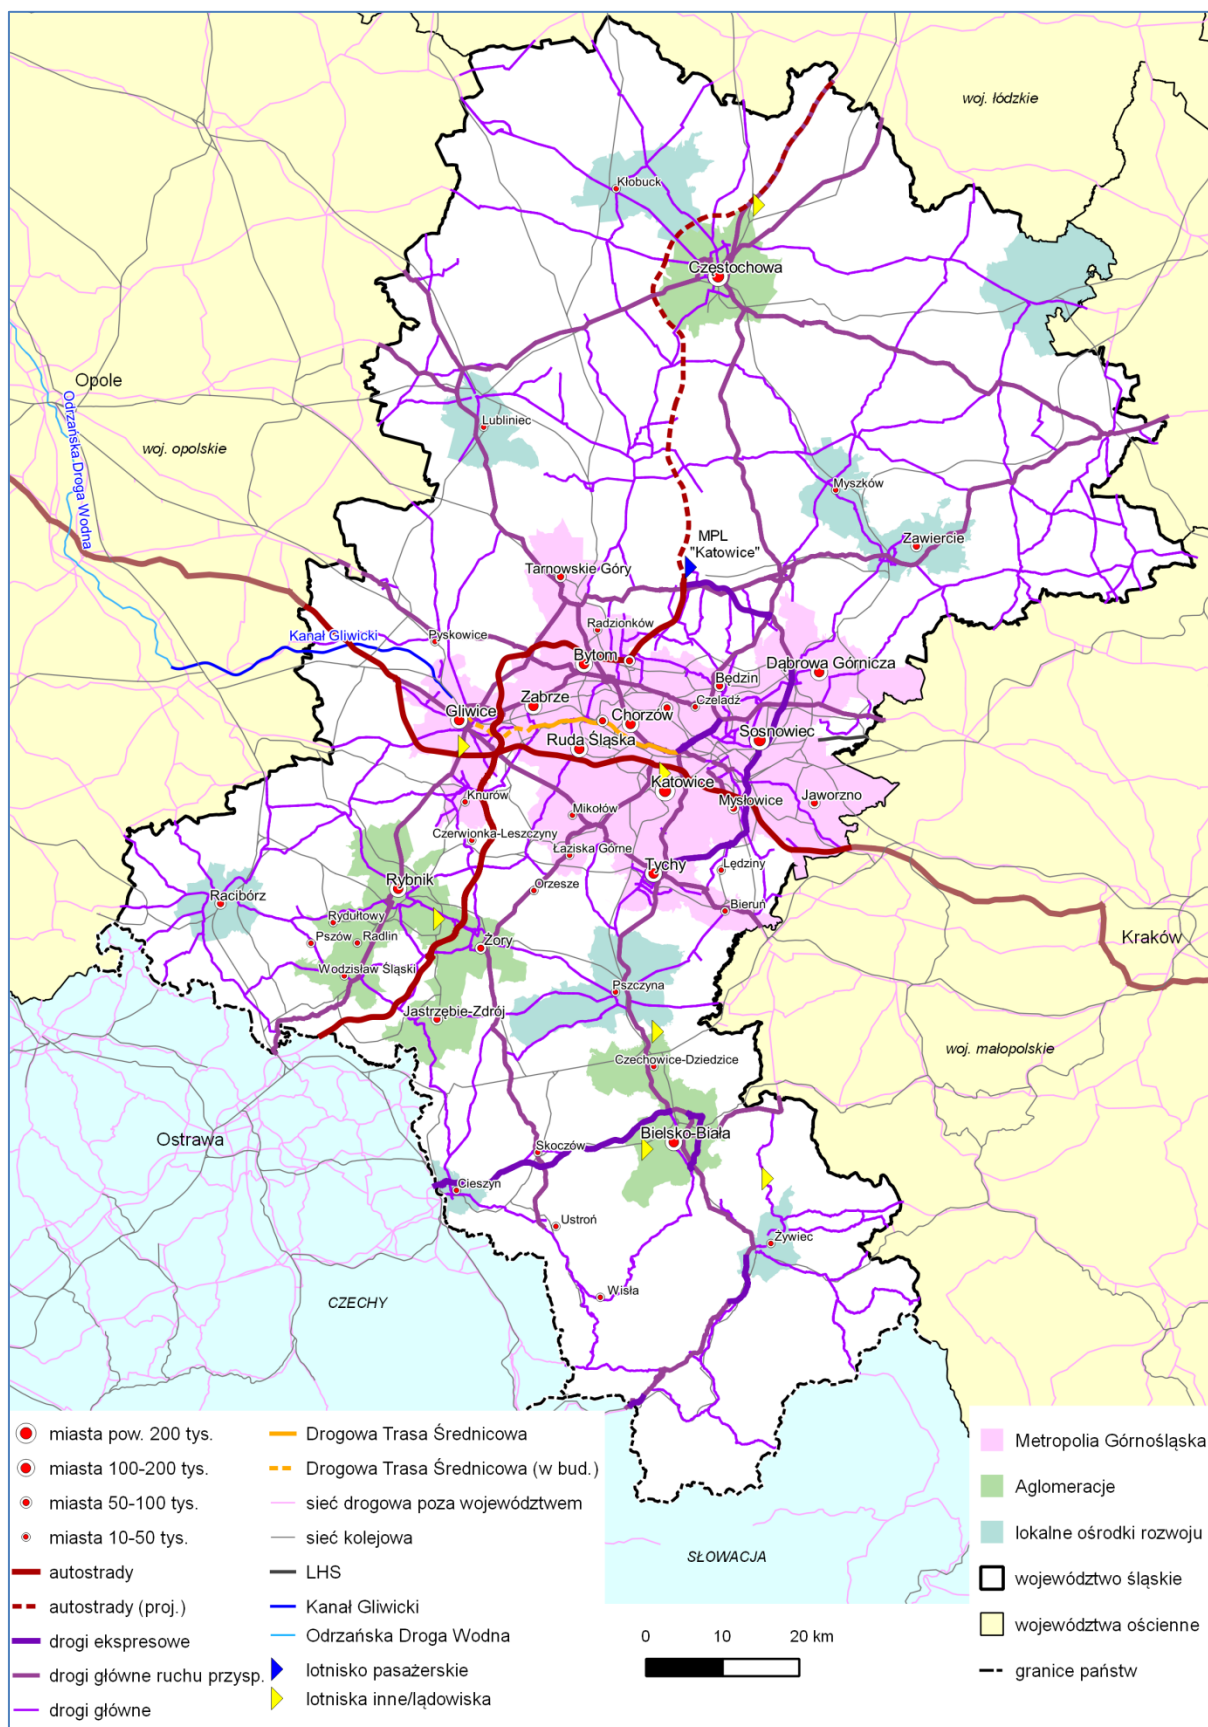 woj. łódzkie
Kłobuck
Częstochowa
Opole
Odrzańska Droga Wodna
woj. opolskie
Lubliniec
Myszków
Zawiercie
MPL
"Katowice"
Tarnowskie Góry
Radzionków
Kanał Gliwicki
Pyskowice
Bytom
Będzin
Dąbrowa Górnicza
Zabrze
Czeladź
Gliwice
Chorzów
Ruda Śląska
Sosnowiec
Katowice
Knurów
Mikołów
Mysłowice
Jaworzno
Czerwionka-Leszczyny
Łaziska Górne
Tychy
Lędziny
Rybnik
Orzesze
Racibórz
Bieruń
Rydułtowy
Pszów
Radlin
Żory
Kraków
Wodzisław Śląski
Pszczyna
Jastrzębie-Zdrój
woj. małopolskie
Czechowice-Dziedzice
Ostrawa
Bielsko-Biała
Skoczów
Cieszyn
Ustroń
Żywiec
Wisła
CZECHY
SŁOWACJA
miasta pow. 200 tys.
miasta 100-200 tys.
miasta 50-100 tys.
miasta 10-50 tys.
autostrady
autostrady (proj.)
drogi ekspresowe
drogi główne ruchu przysp.
drogi główne
Drogowa Trasa Średnicowa
Drogowa Trasa Średnicowa (w bud.)
sieć drogowa poza województwem
sieć kolejowa
LHS
Kanał Gliwicki
Odrzańska Droga Wodna
lotnisko pasażerskie
lotniska inne/lądowiska
0 10 20 km
Metropolia Górnośląska
Aglomeracje
lokalne ośrodki rozwoju
województwo śląskie
województwa ościenne
granice państw